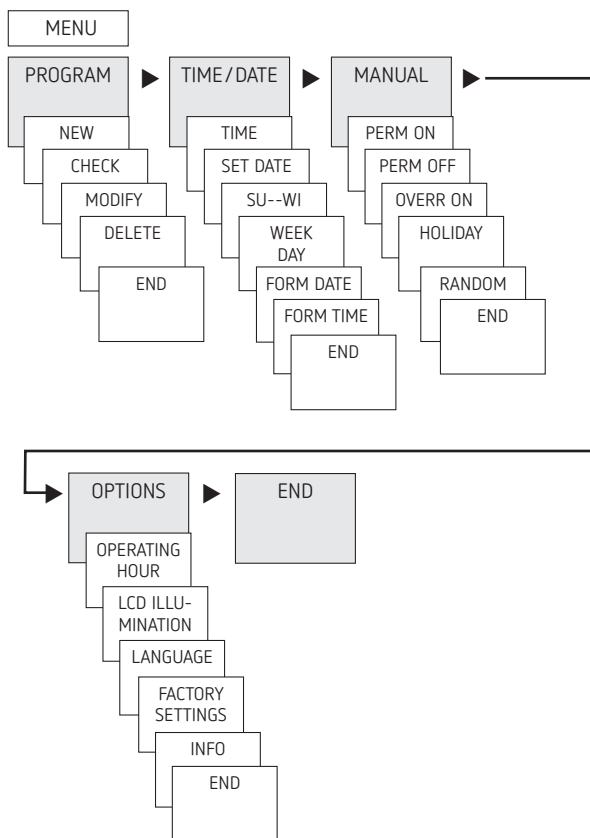 MENU
PROGRAM
NEW
CHECK
MODIFY
DELETE
END
TIME/DATE
TIME
SET DATE
SU--WI
WEEK
DAY
FORM DATE
FORM TIME
END
MANUAL
PERM ON
PERM OFF
OVERR ON
HOLIDAY
RANDOM
END
OPTIONS
OPERATING
HOUR
LCD ILLU-
MINATION
LANGUAGE
FACTORY
SETTINGS
INFO
END
END